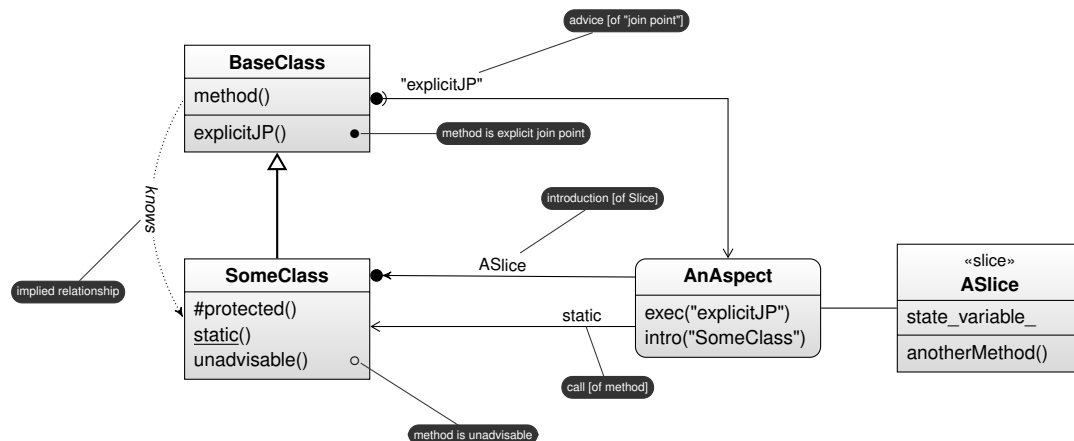 advice [of "join point"]
BaseClass
method()
"explicitJP"
explicitJP()
method is explicit join point
knows
introduction [of Slice]
implied relationship
SomeClass
#protected()
static()
unadvisable()
ASlice
static
AnAspect
exec("explicitJP")
intro("SomeClass")
«slice»
ASlice
state_variable_
anotherMethod()
call [of method]
method is unadvisable